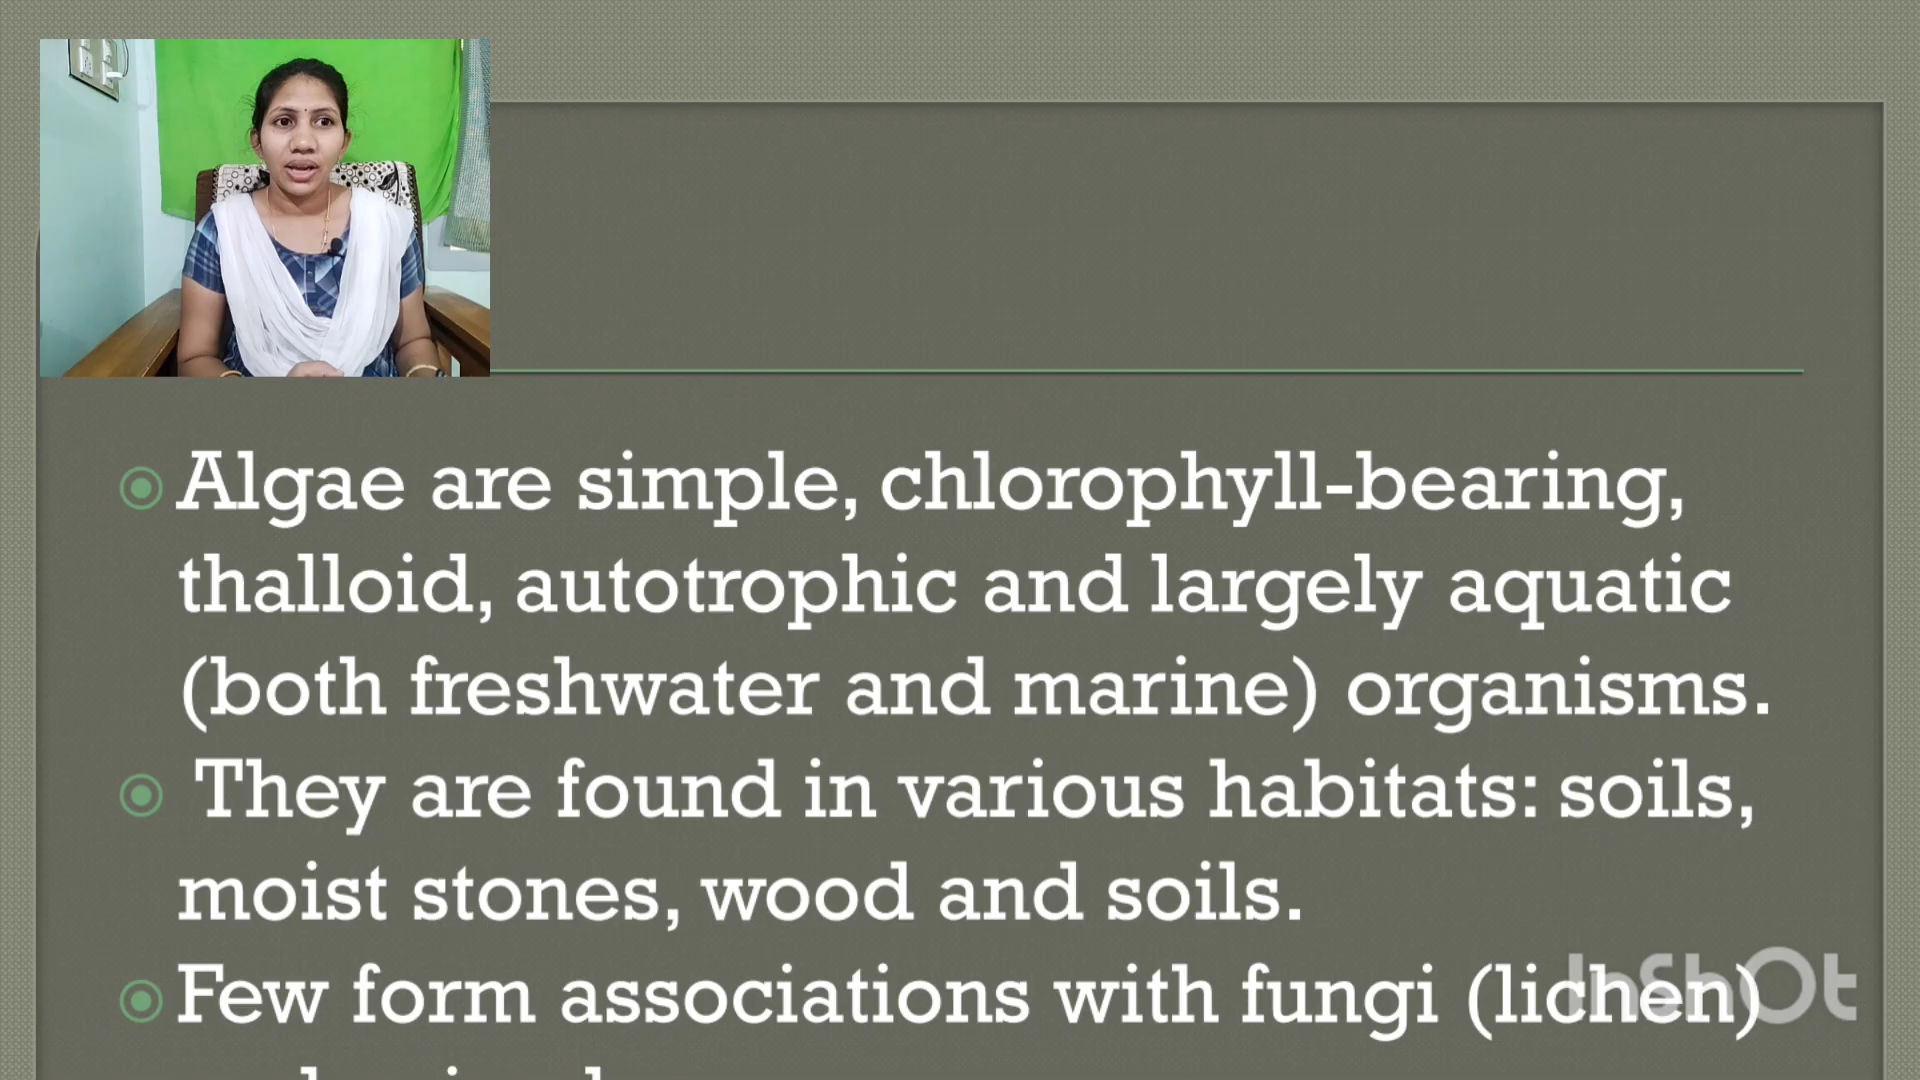 Algae are simple, chlorophyll-bearing,
thalloid, autotrophic and largely aquatic
(both freshwater and marine) organisms.
They are found in various habitats: soils,
moist stones, wood and soils.
Few form associations with fungi (lichen)
InShOt